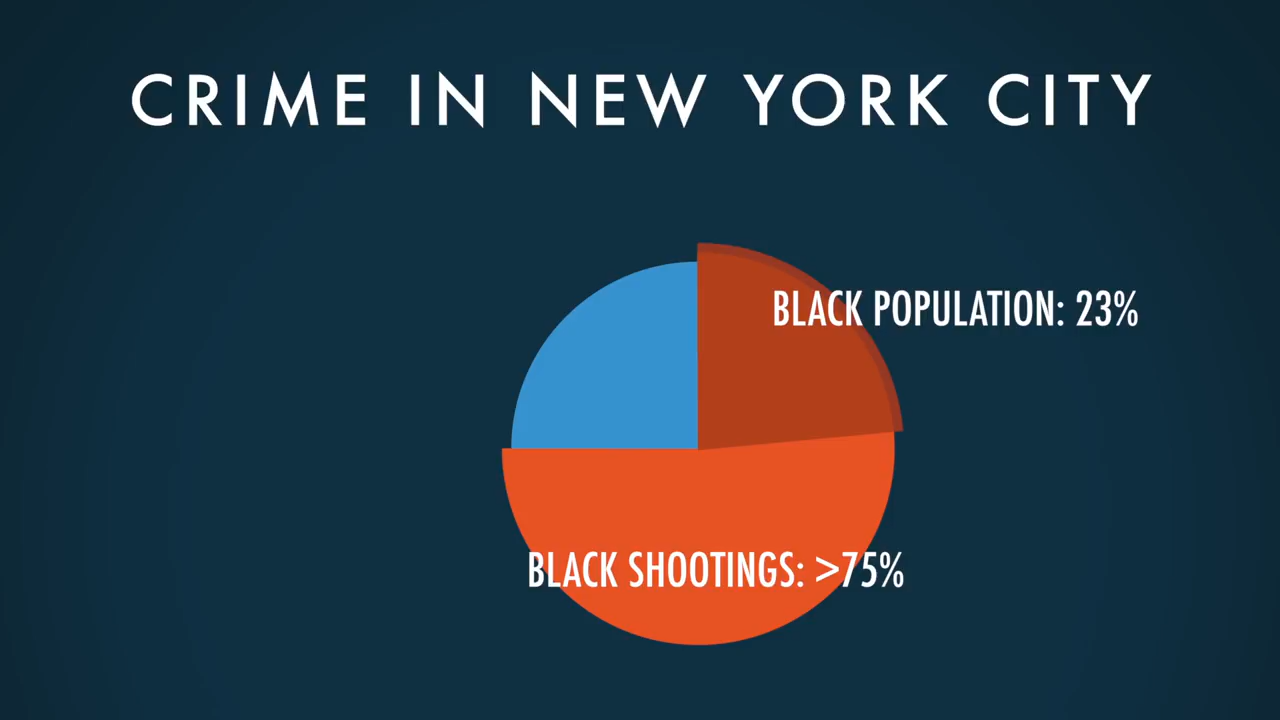 CRIME IN NEW YORK CITY
BLACK POPULATION: 23%
BLACK SHOOTINGS: >75%